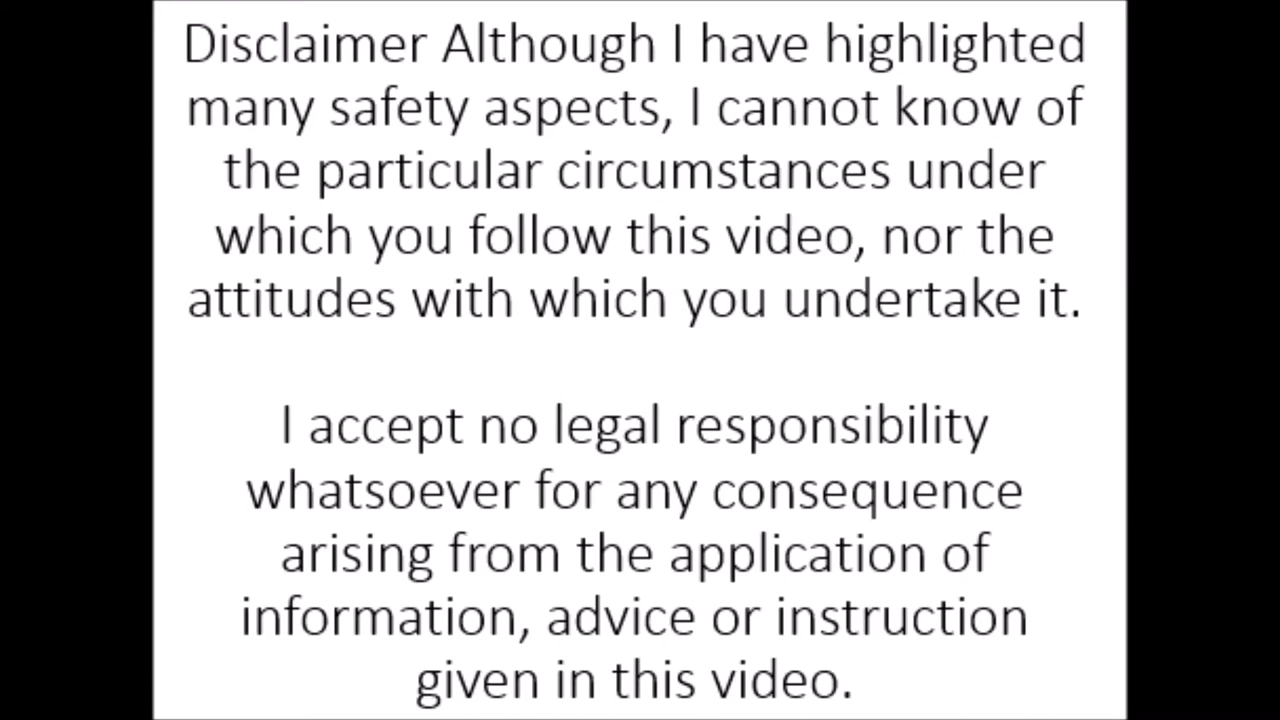 Disclaimer Although I have highlighted
many safety aspects, I cannot know of
the particular circumstances under
which you follow this video, nor the
attitudes with which you undertake it.
I accept no legal responsibility
whatsoever for any consequence
arising from the application of
information, advice or instruction
given in this video.